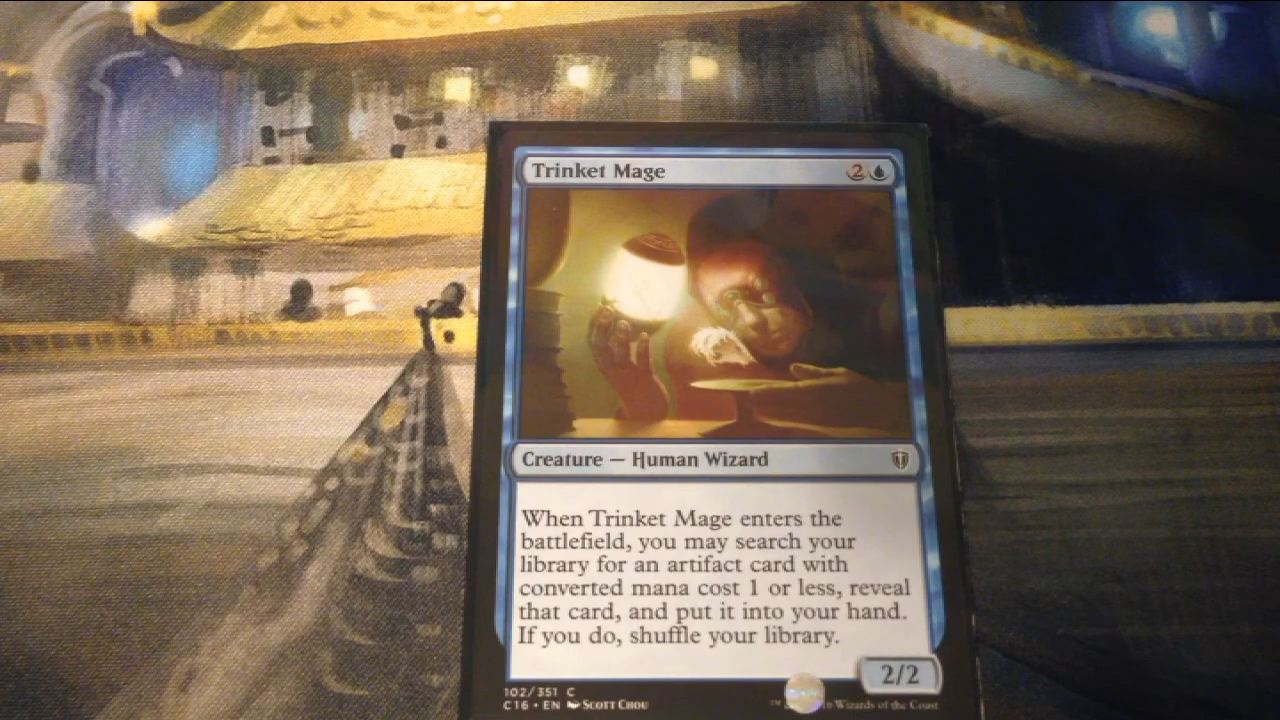 Trinket Mage 2
Creature — Human Wizard
When Trinket Mage enters the
battlefield, you may search your
library for an artifact card with
converted mana cost 1 or less, reveal
that card, and put it into your hand.
If you do, shuffle your library.
2/2
102/351 C
C16 • EN Scott Chou
™ Wizards of the Coast